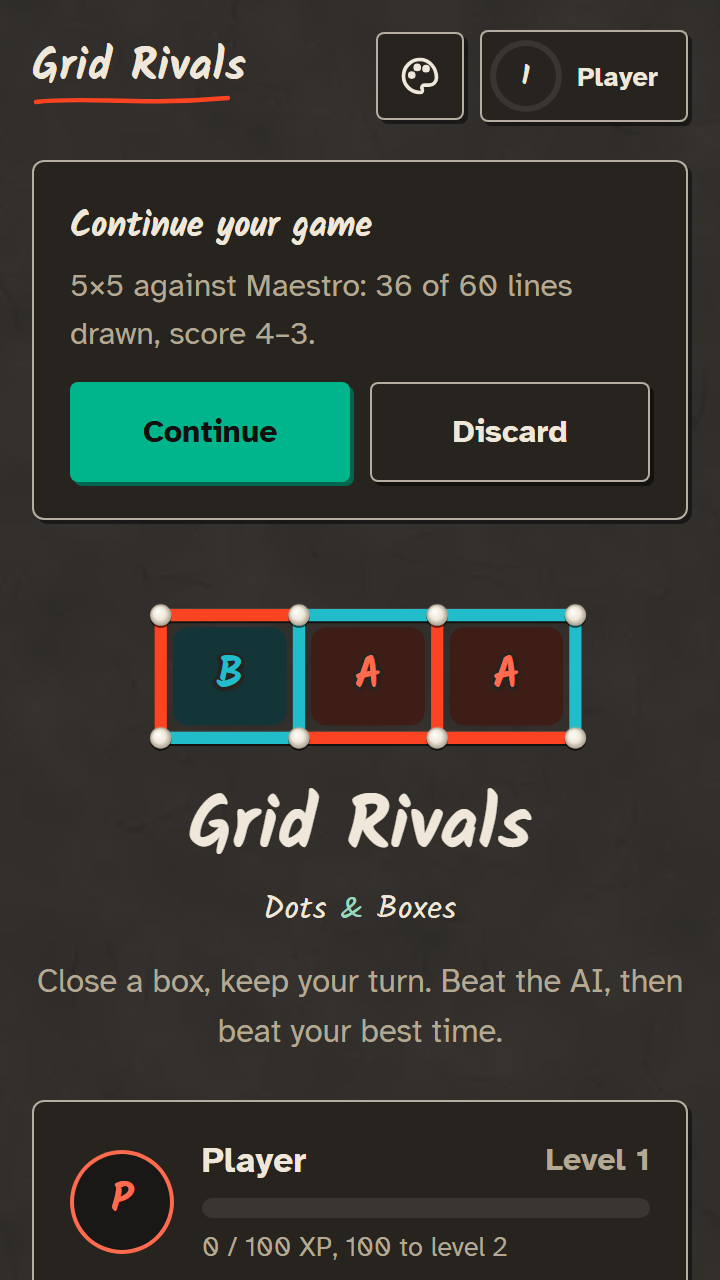 Grid Rivals
1
Player
Continue your game
5×5 against Maestro: 36 of 60 lines
drawn, score 4–3.
Continue
Discard
B
A
A
Grid Rivals
Dots & Boxes
Close a box, keep your turn. Beat the AI, then
beat your best time.
P
Player
Level 1
0 / 100 XP, 100 to level 2